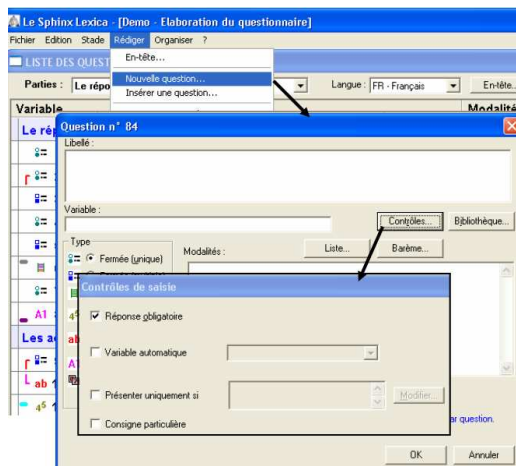 Le Sphinx Lexica - [Demo - Elaboration du questionnaire]
Fichier Edition Stade Rédiger Organiser ?
En-tête...
LISTE DES QUEST
Nouvelle question...
Insérer une question...
Parties : Le répo
Langue : FR - Français
En-tête..
Variable
Modalité
Le ré
Question n° 84
Libellé :
Variable :
Contrôles...
Bibliothèque...
Type
Fermée (unique)
Modalités :
Liste...
Barème...
Contrôles de saisie
Réponse obligatoire
A1
Variable automatique
Les a
ab
Présenter uniquement si
Modifier...
ar question.
Consigne particulière
OK
Annuler